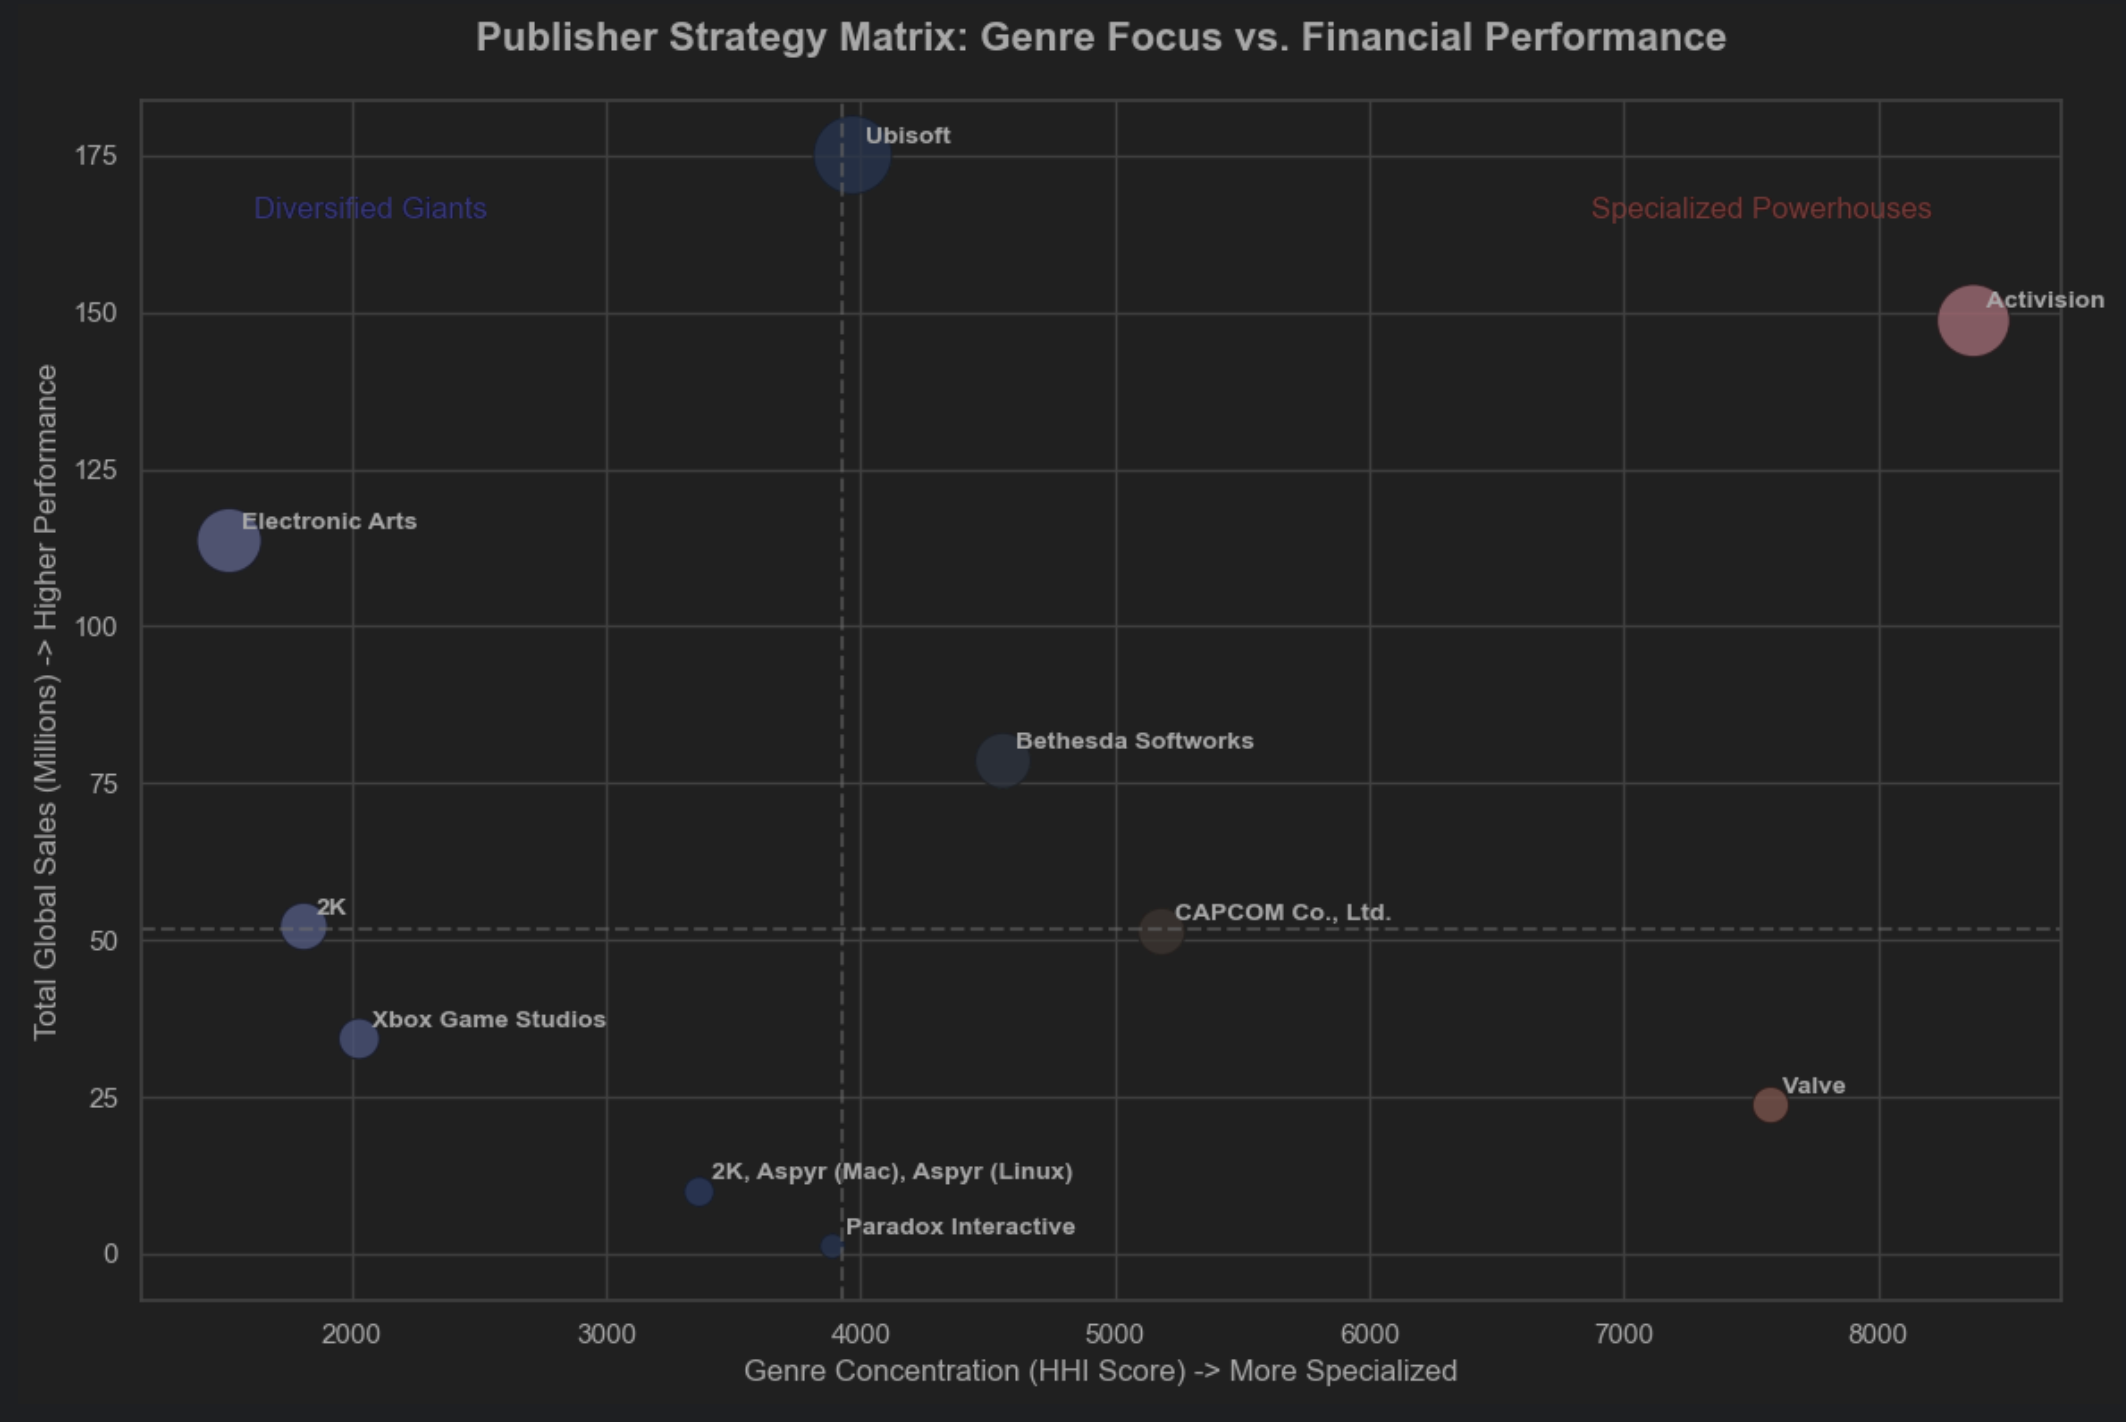 Publisher Strategy Matrix: Genre Focus vs. Financial Performance
Total Global Sales (Millions) -> Higher Performance
175
150
125
100
75
50
25
0
Ubisoft
Diversified Giants
Specialized Powerhouses
Activision
Electronic Arts
Bethesda Softworks
2K
CAPCOM Co., Ltd.
Xbox Game Studios
Valve
2K, Aspyr (Mac), Aspyr (Linux)
Paradox Interactive
2000 3000 4000 5000 6000 7000 8000
Genre Concentration (HHI Score) -> More Specialized